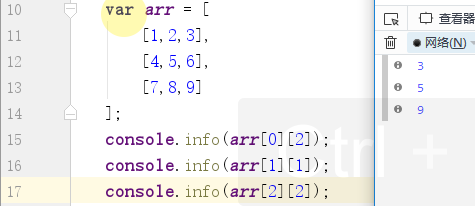 10 var arr = [
11 [1,2,3],
12 [4,5,6],
13 [7,8,9]
14 ];
15 console.info(arr[0][2]);
16 console.info(arr[1][1]);
17 console.info(arr[2][2]);
Ctrl +
查看器
网络(N)
3
5
9